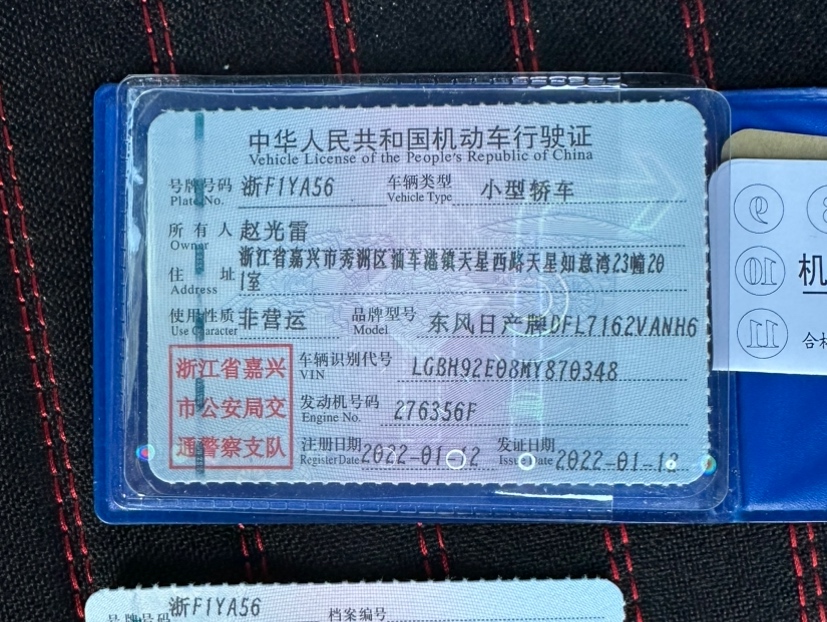 中华人民共和国机动车行驶证
Vehicle License of the People's Republic of China
号牌号码 浙F1YA56 车辆类型 小型轿车
Plate No. Vehicle Type
所有人 赵光雷
Owner
浙江省嘉兴市秀洲区油车港镇天星西路天星如意湾23幢20
住址 1室
Address
使用性质 非营运 品牌型号 东风日产牌DFL7162VANH6
Use Character Model
浙江省嘉兴
市公安局交
通警察支队
车辆识别代号 LGBH92E08MY870348
VIN
发动机号码 276356F
Engine No.
注册日期 2022-01-12 发证日期 2022-01-12
Register Date Issue Date
号牌号码 浙F1YA56 档案编号
9
10 机
11 合格